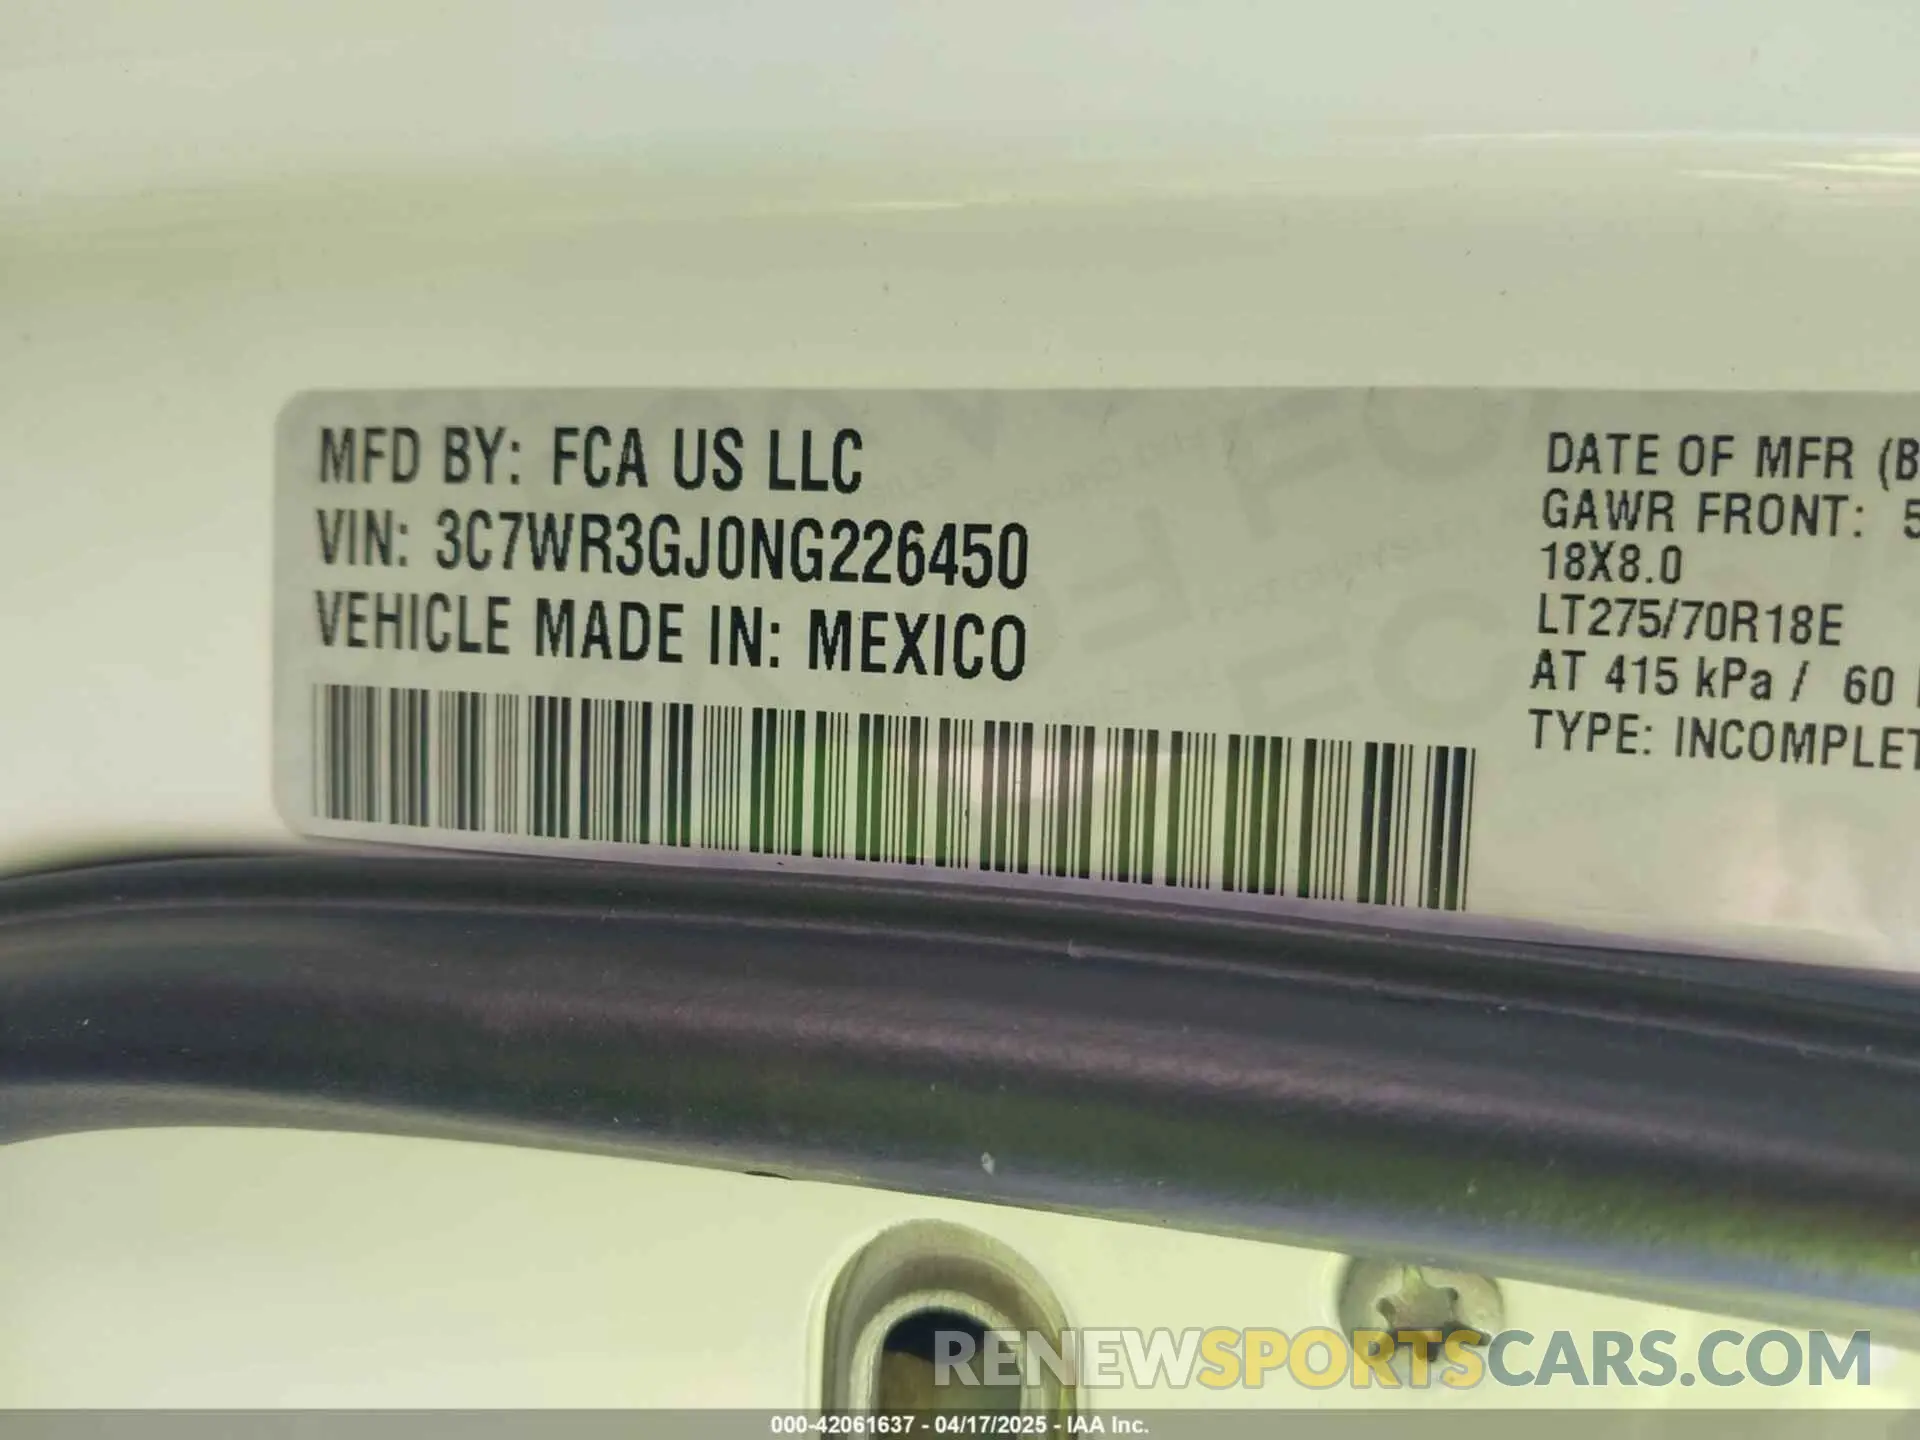 MFD BY: FCA US LLC
VIN: 3C7WR3GJ0NG226450
VEHICLE MADE IN: MEXICO
DATE OF MFR (B
GAWR FRONT: 5
18X8.0
LT275/70R18E
AT 415 kPa / 60
TYPE: INCOMPLET
RENEWSPORTSCARS.COM
000-42061637 - 04/17/2025 - IAA Inc.